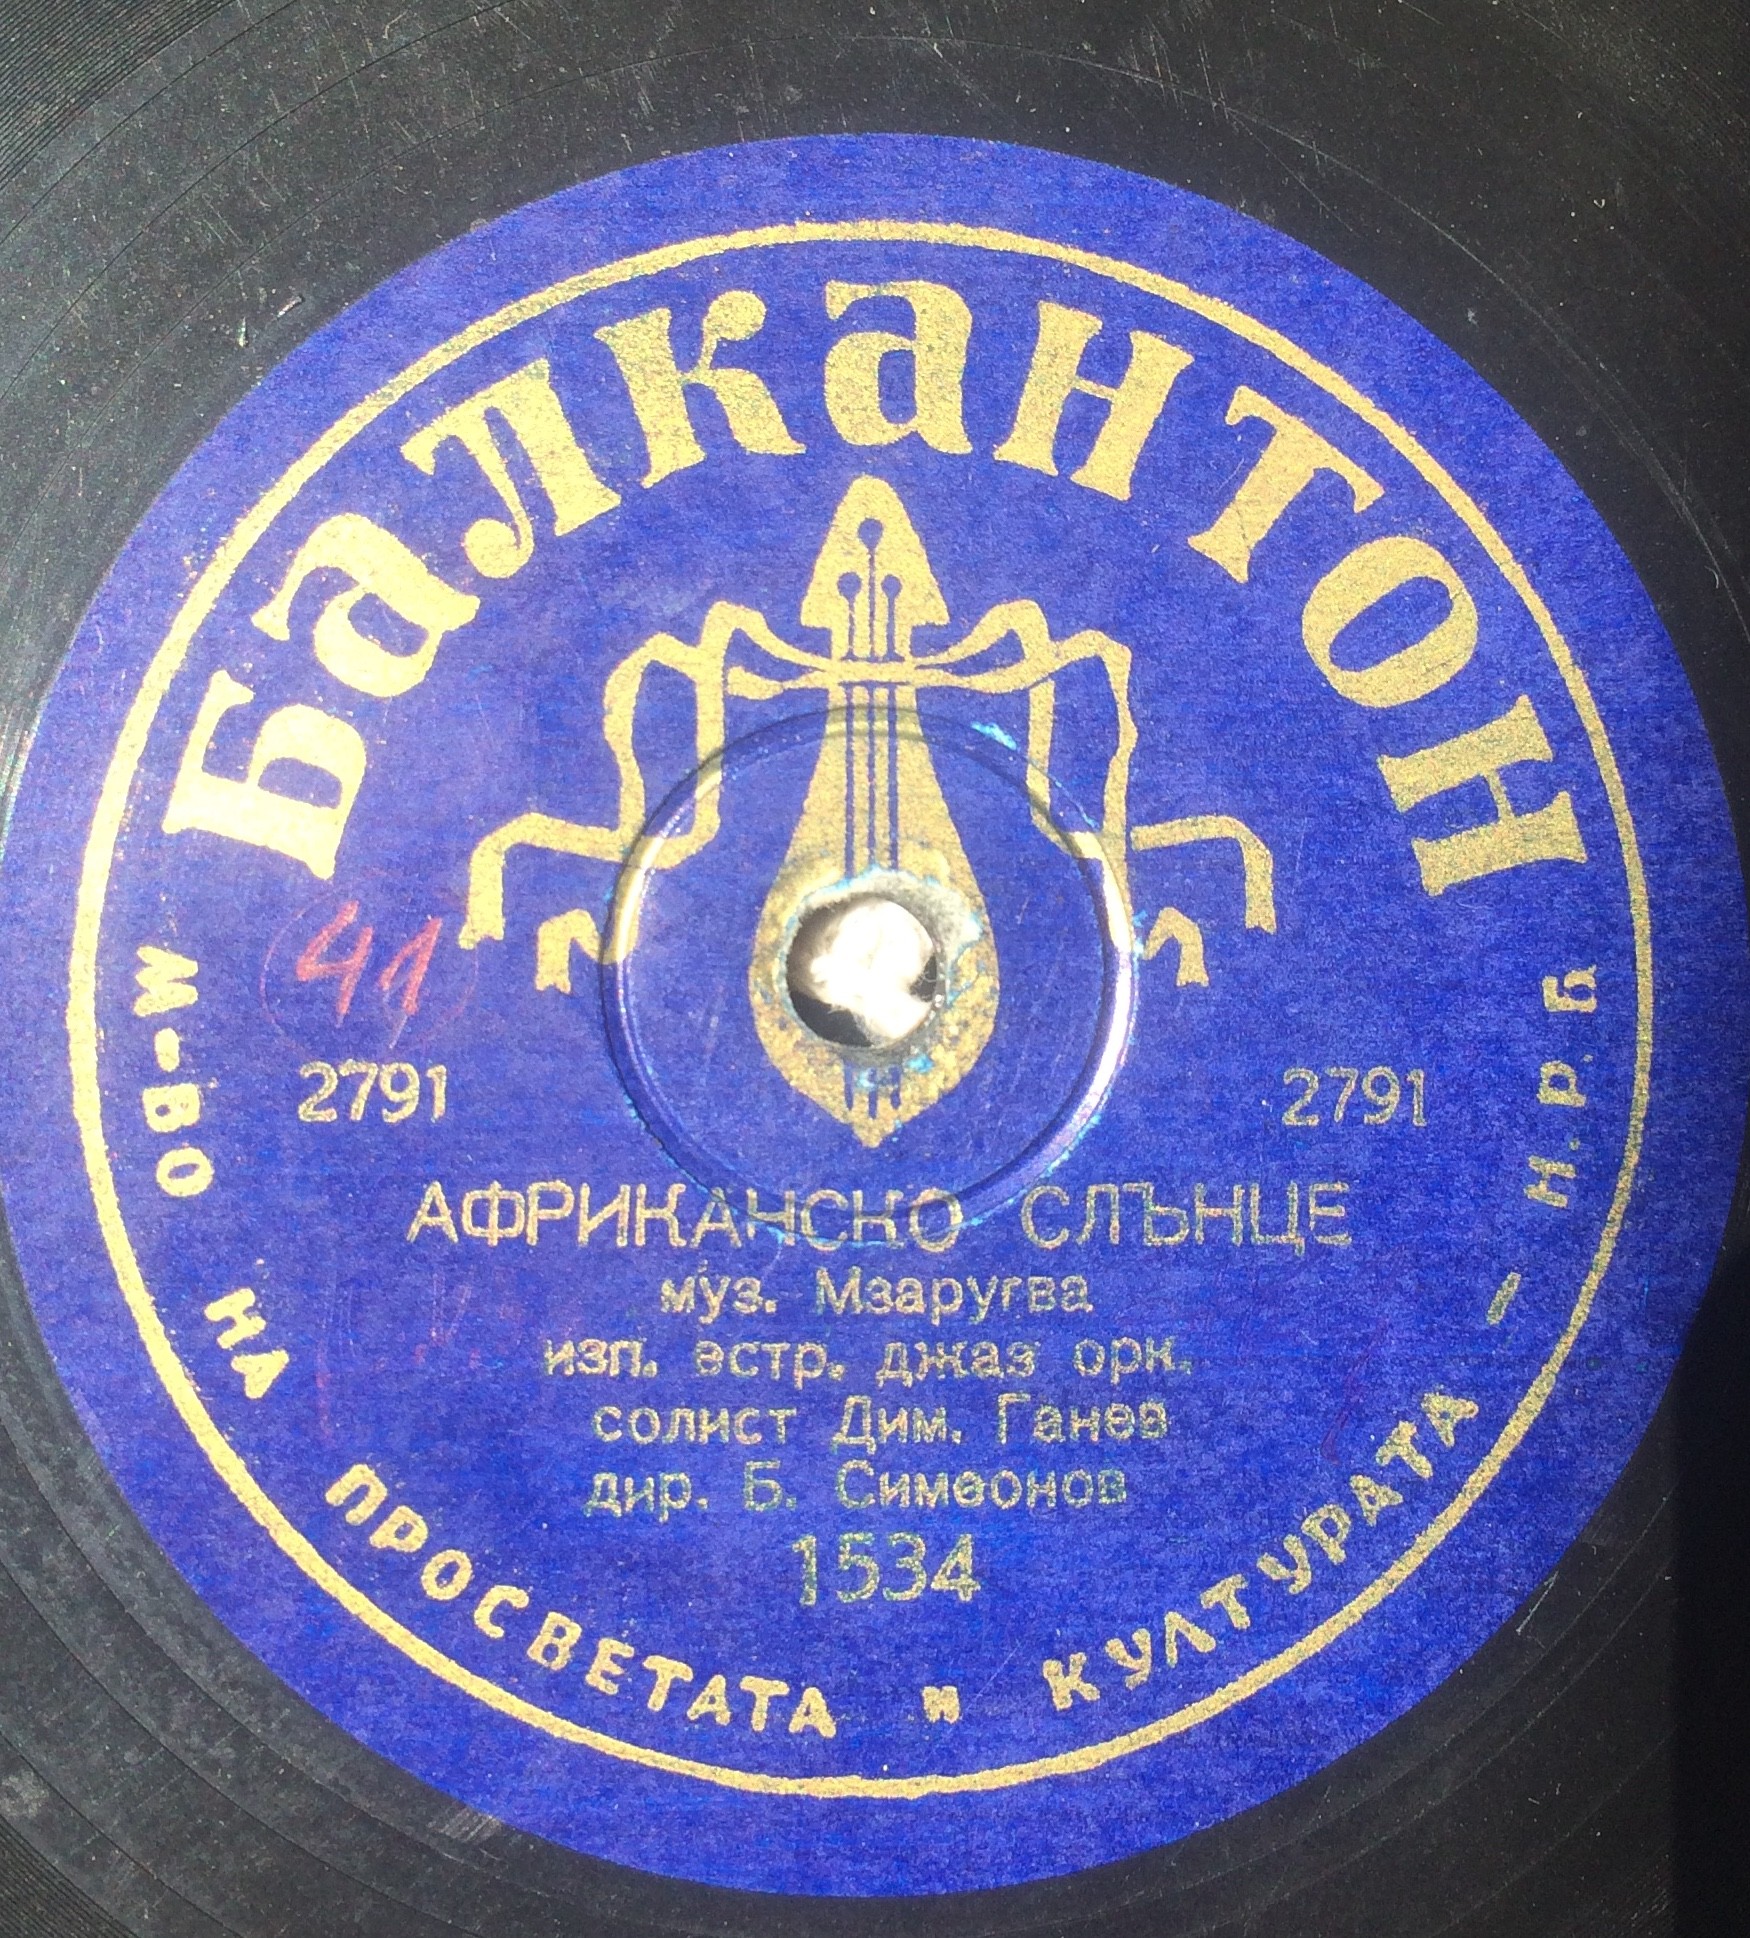 Балкантон
41
2791 2791
АФРИКАНСКО СЛЪНЦЕ
муз. Мзаругва
изп. естр. джаз орк.
солист Дим. Ганев
дир. Б. Симеонов
1534
М-ВО НА ПРОСВЕТАТА И КУЛТУРАТА – Н.Р.Б